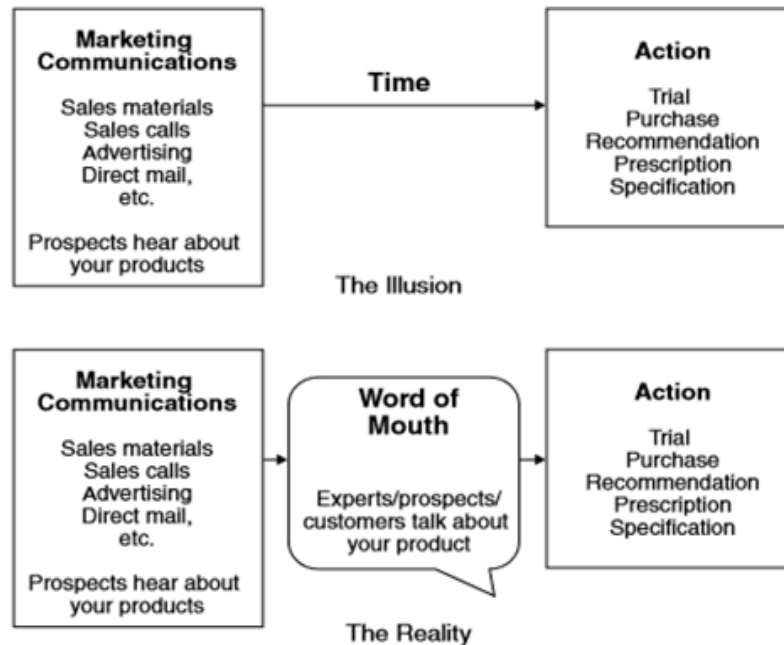 Marketing
Communications
Sales materials
Sales calls
Advertising
Direct mail,
etc.
Prospects hear about
your products
Time
Action
Trial
Purchase
Recommendation
Prescription
Specification
The Illusion
Marketing
Communications
Sales materials
Sales calls
Advertising
Direct mail,
etc.
Prospects hear about
your products
Word of
Mouth
Experts/prospects/
customers talk about
your product
Action
Trial
Purchase
Recommendation
Prescription
Specification
The Reality